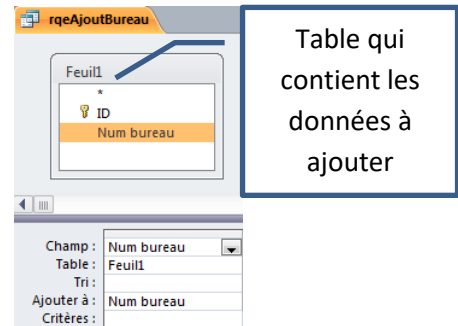 rqeAjoutBureau
Table qui
contient les
données à
ajouter
Feuil1
*
ID
Num bureau
Champ : Num bureau
Table : Feuil1
Tri :
Ajouter à : Num bureau
Critères :